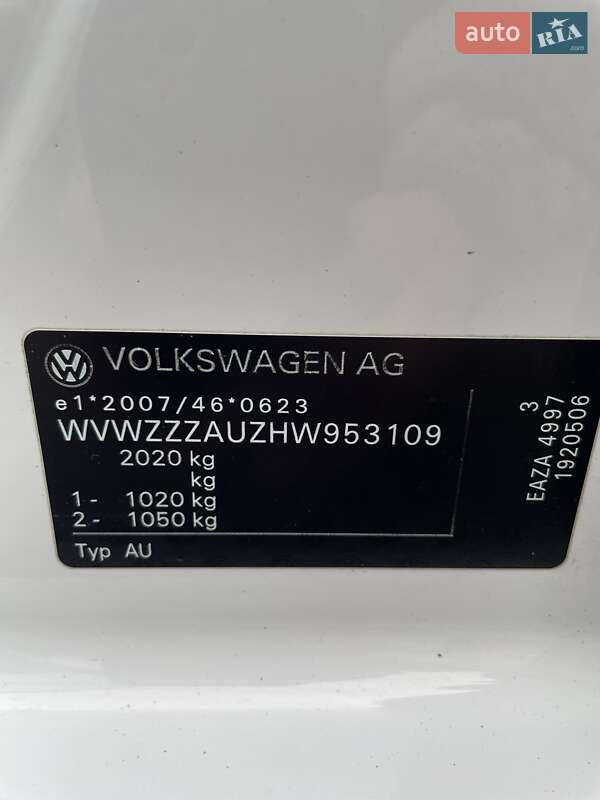 auto RIA.com
VOLKSWAGEN AG
e1*2007/46*0623
WVWZZZAUZHW953109
2020 kg
kg
1 - 1020 kg
2 - 1050 kg
Typ AU
3
EAZA 4997
1920506